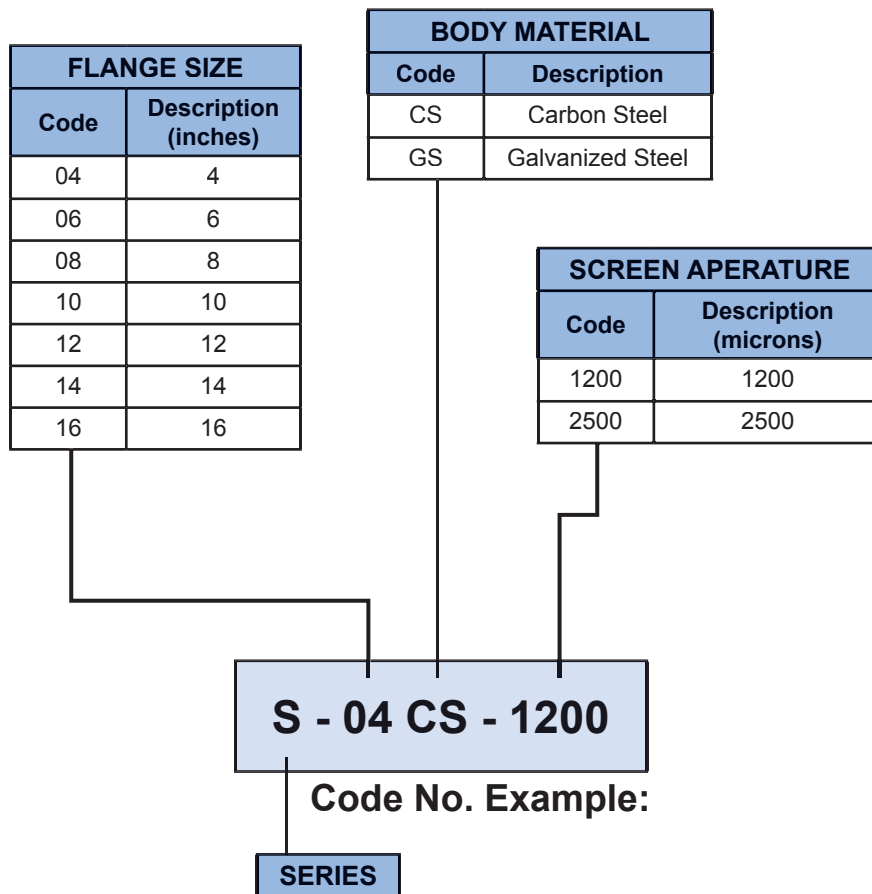 FLANGE SIZE
Code Description (inches)
04 4
06 6
08 8
10 10
12 12
14 14
16 16
BODY MATERIAL
Code Description
CS Carbon Steel
GS Galvanized Steel
SCREEN APERATURE
Code Description (microns)
1200 1200
2500 2500
S - 04 CS - 1200
Code No. Example:
SERIES